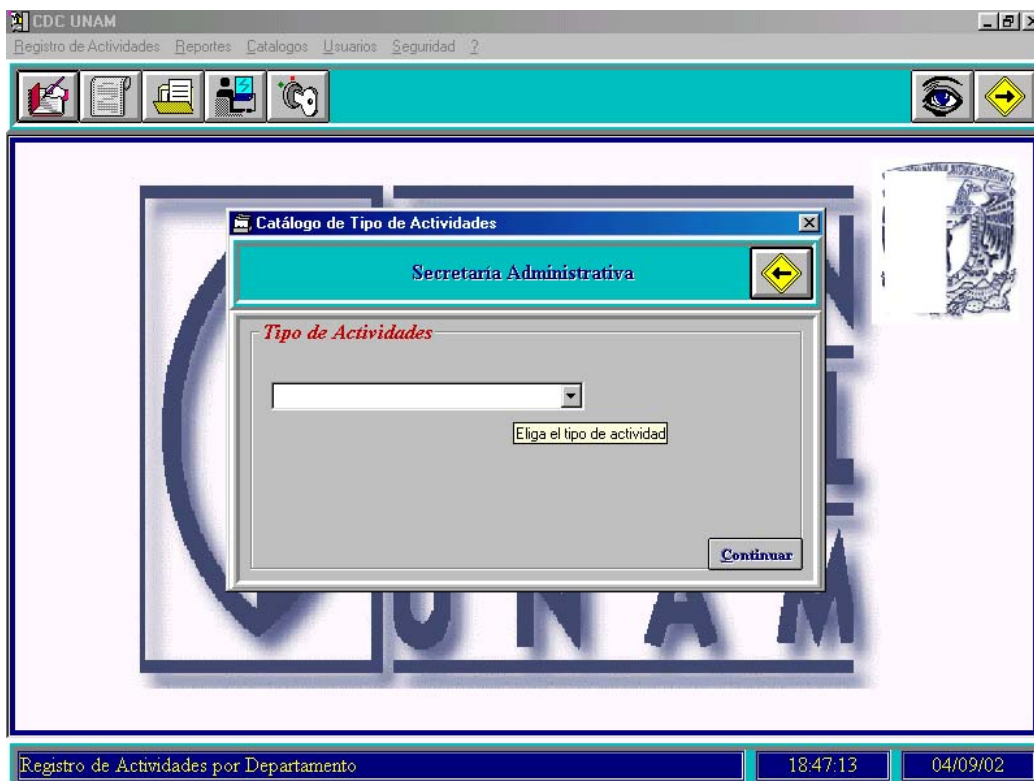 CDC UNAM
Registro de Actividades Reportes Catalogos Usuarios Seguridad ?
Catálogo de Tipo de Actividades
Secretaría Administrativa
Tipo de Actividades
Eliga el tipo de actividad
Continuar
UNAM
Registro de Actividades por Departamento 18:47:13 04/09/02